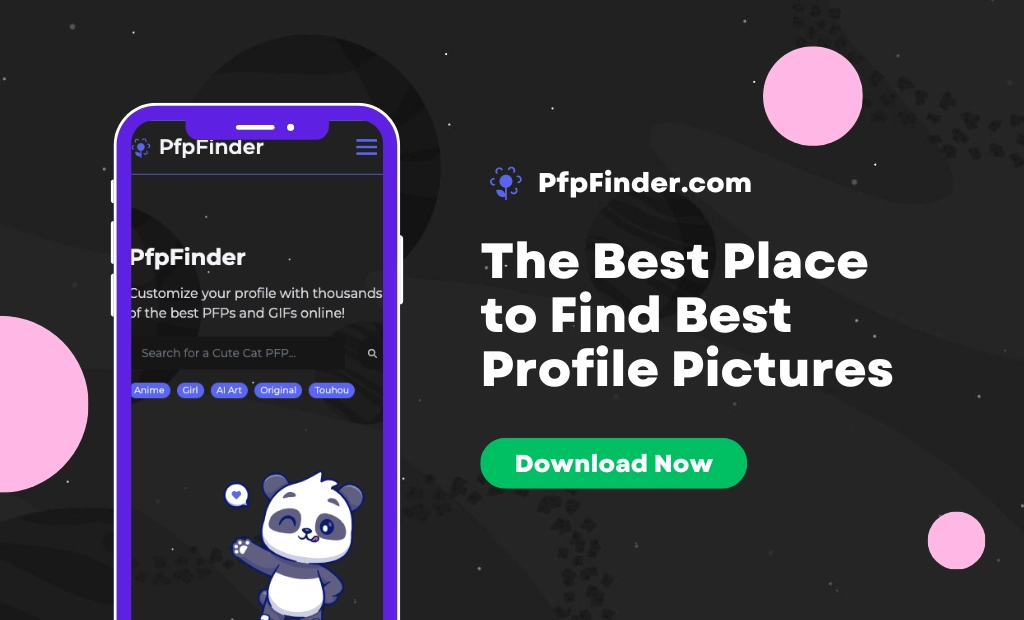 PfpFinder
PfpFinder
Customize your profile with thousands
of the best PFPs and GIFs online!
Search for a Cute Cat PFP...
Anime Girl AI Art Original Touhou
PfpFinder.com
The Best Place
to Find Best
Profile Pictures
Download Now